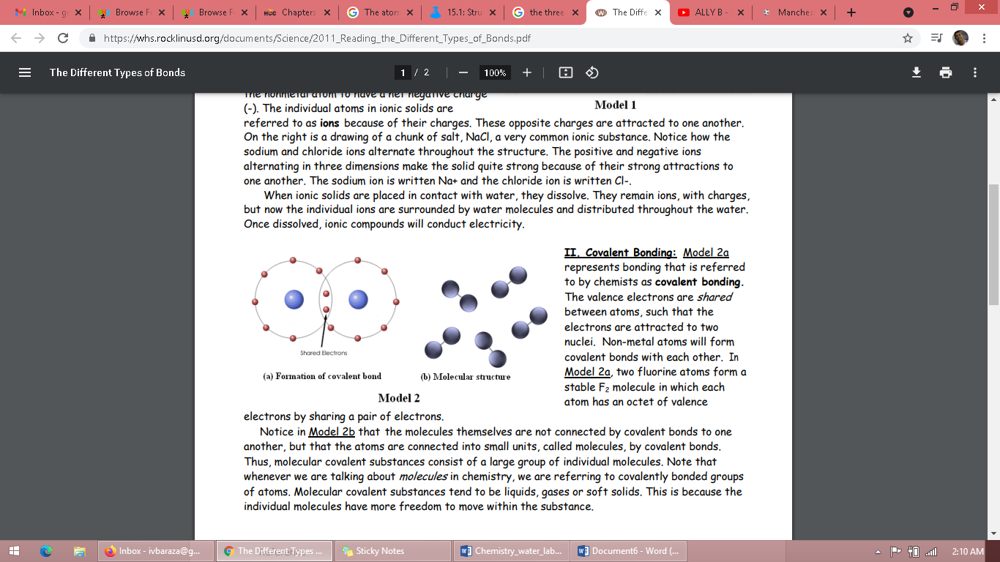 Inbox - g
Browse F
Browse F
HCC Chapters
The atom
15.1: Stru
the three
The Diffe
ALLY B -
Manches
https://whs.rocklinusd.org/documents/Science/2011_Reading_the_Different_Types_of_Bonds.pdf
The Different Types of Bonds
1 / 2
100%
The nonmetal atom to have a net negative charge
(-). The individual atoms in ionic solids are
Model 1
referred to as ions because of their charges. These opposite charges are attracted to one another.
On the right is a drawing of a chunk of salt, NaCl, a very common ionic substance. Notice how the
sodium and chloride ions alternate throughout the structure. The positive and negative ions
alternating in three dimensions make the solid quite strong because of their strong attractions to
one another. The sodium ion is written Na+ and the chloride ion is written Cl-.
When ionic solids are placed in contact with water, they dissolve. They remain ions, with charges,
but now the individual ions are surrounded by water molecules and distributed throughout the water.
Once dissolved, ionic compounds will conduct electricity.
Shared Electrons
(a) Formation of covalent bond
(b) Molecular structure
Model 2
II. Covalent Bonding: Model 2a
represents bonding that is referred
to by chemists as covalent bonding.
The valence electrons are shared
between atoms, such that the
electrons are attracted to two
nuclei. Non-metal atoms will form
covalent bonds with each other. In
Model 2a, two fluorine atoms form a
stable F₂ molecule in which each
atom has an octet of valence
electrons by sharing a pair of electrons.
Notice in Model 2b that the molecules themselves are not connected by covalent bonds to one
another, but that the atoms are connected into small units, called molecules, by covalent bonds.
Thus, molecular covalent substances consist of a large group of individual molecules. Note that
whenever we are talking about molecules in chemistry, we are referring to covalently bonded groups
of atoms. Molecular covalent substances tend to be liquids, gases or soft solids. This is because the
individual molecules have more freedom to move within the substance.
Inbox - ivbaraza@g...
The Different Types ...
Sticky Notes
Chemistry_water_lab...
Document6 - Word (...
2:10 AM